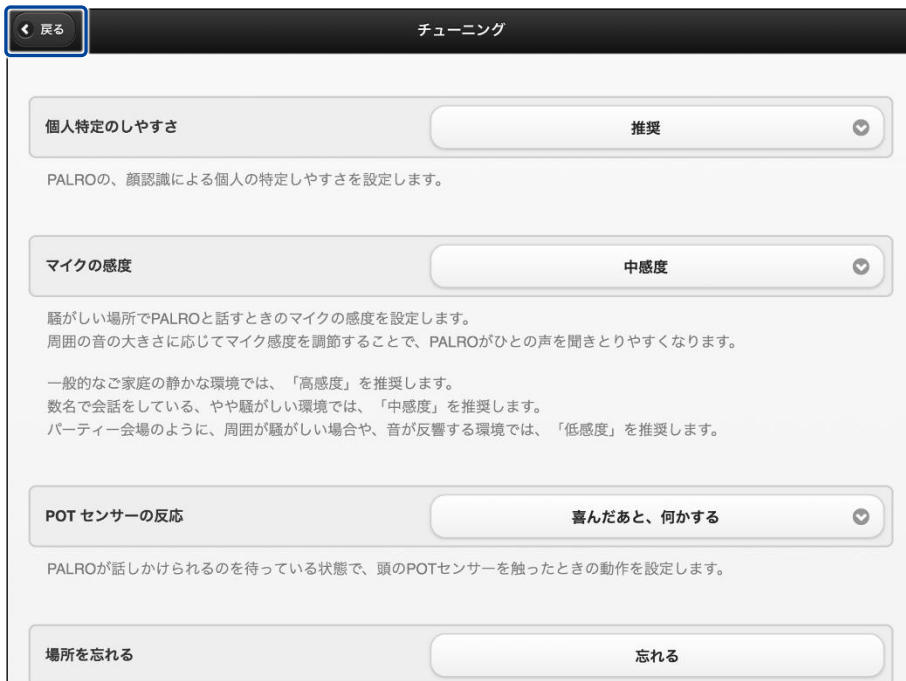 戻る
チューニング
個人特定のしやすさ
推奨
PALROの、顔認識による個人の特定しやすさを設定します。
マイクの感度
中感度
騒がしい場所でPALROと話すときのマイクの感度を設定します。
周囲の音の大きさに応じてマイク感度を調節することで、PALROがひとの声を聞きとりやすくなります。
一般的なご家庭の静かな環境では、「高感度」を推奨します。
数名で会話をしている、やや騒がしい環境では、「中感度」を推奨します。
パーティー会場のように、周囲が騒がしい場合や、音が反響する環境では、「低感度」を推奨します。
POT センサーの反応
喜んだあと、何かする
PALROが話しかけられるのを待っている状態で、頭のPOTセンサーを触ったときの動作を設定します。
場所を忘れる
忘れる